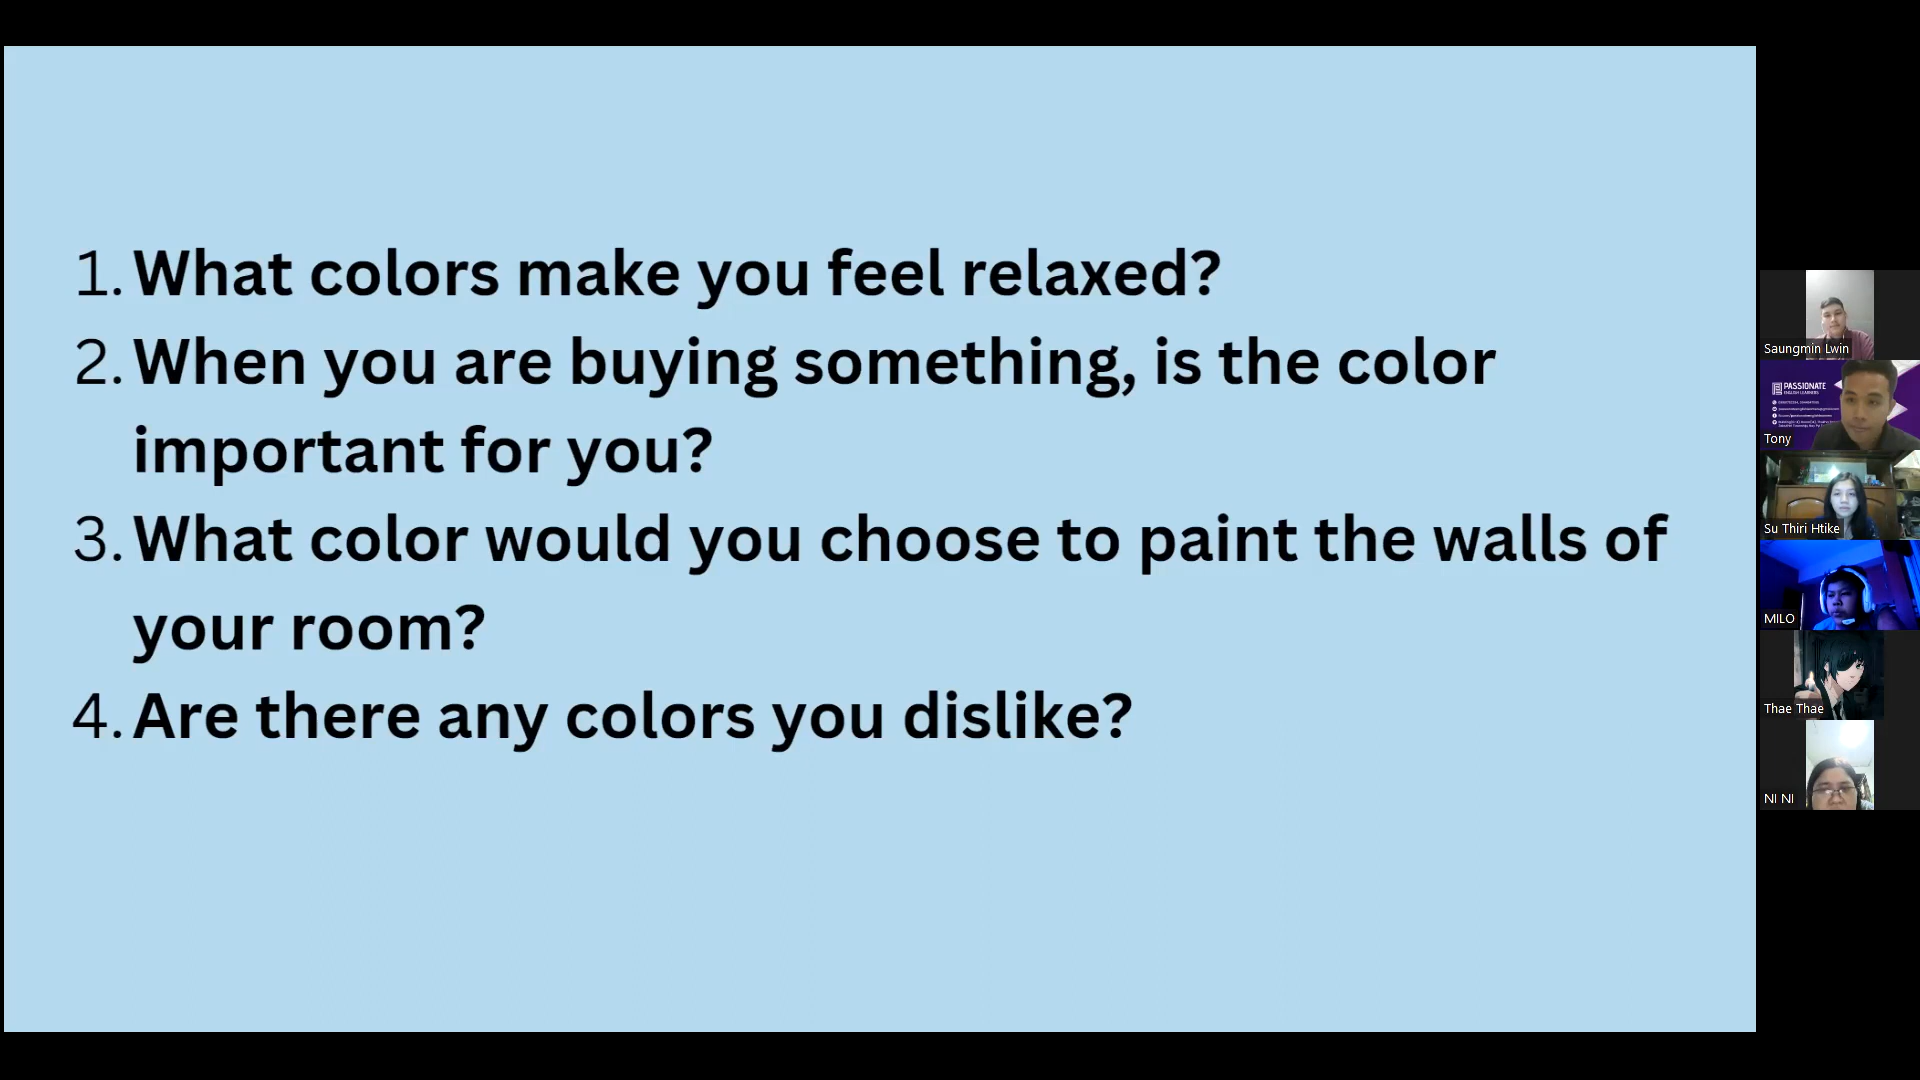 1. What colors make you feel relaxed?
2. When you are buying something, is the color
important for you?
3. What color would you choose to paint the walls of
your room?
4. Are there any colors you dislike?
Saungmin Lwin
PASSIONATE
ENGLISH LEARNERS
Tony
Su Thiri Htike
MILO
Thae Thae
NI NI